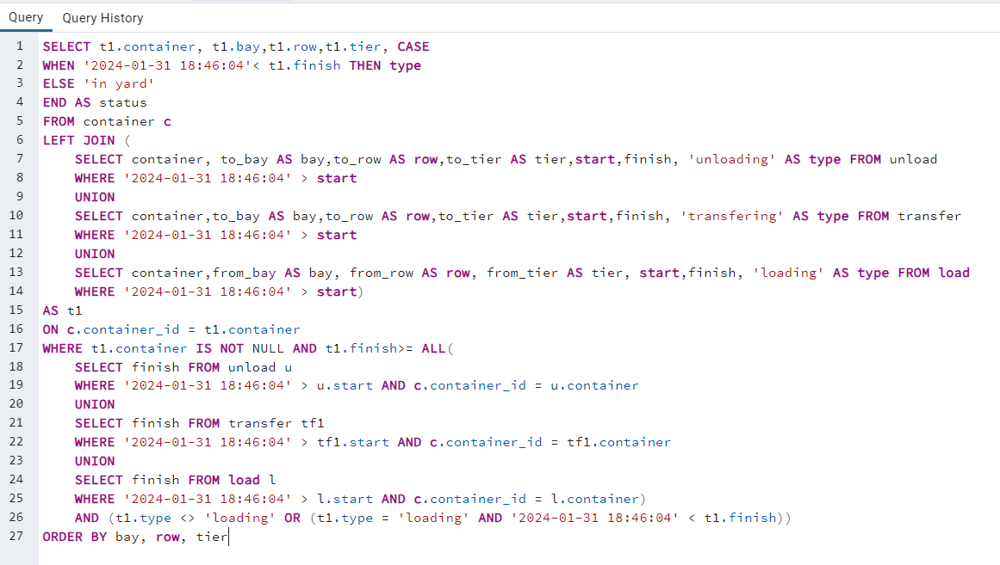 Query Query History
1 SELECT t1.container, t1.bay,t1.row,t1.tier, CASE
2 WHEN '2024-01-31 18:46:04'< t1.finish THEN type
3 ELSE 'in yard'
4 END AS status
5 FROM container c
6 LEFT JOIN (
7 SELECT container, to_bay AS bay,to_row AS row,to_tier AS tier,start,finish, 'unloading' AS type FROM unload
8 WHERE '2024-01-31 18:46:04' > start
9 UNION
10 SELECT container,to_bay AS bay,to_row AS row,to_tier AS tier,start,finish, 'transfering' AS type FROM transfer
11 WHERE '2024-01-31 18:46:04' > start
12 UNION
13 SELECT container,from_bay AS bay, from_row AS row, from_tier AS tier, start,finish, 'loading' AS type FROM load
14 WHERE '2024-01-31 18:46:04' > start)
15 AS t1
16 ON c.container_id = t1.container
17 WHERE t1.container IS NOT NULL AND t1.finish>= ALL(
18 SELECT finish FROM unload u
19 WHERE '2024-01-31 18:46:04' > u.start AND c.container_id = u.container
20 UNION
21 SELECT finish FROM transfer tf1
22 WHERE '2024-01-31 18:46:04' > tf1.start AND c.container_id = tf1.container
23 UNION
24 SELECT finish FROM load l
25 WHERE '2024-01-31 18:46:04' > l.start AND c.container_id = l.container)
26 AND (t1.type <> 'loading' OR (t1.type = 'loading' AND '2024-01-31 18:46:04' < t1.finish))
27 ORDER BY bay, row, tier